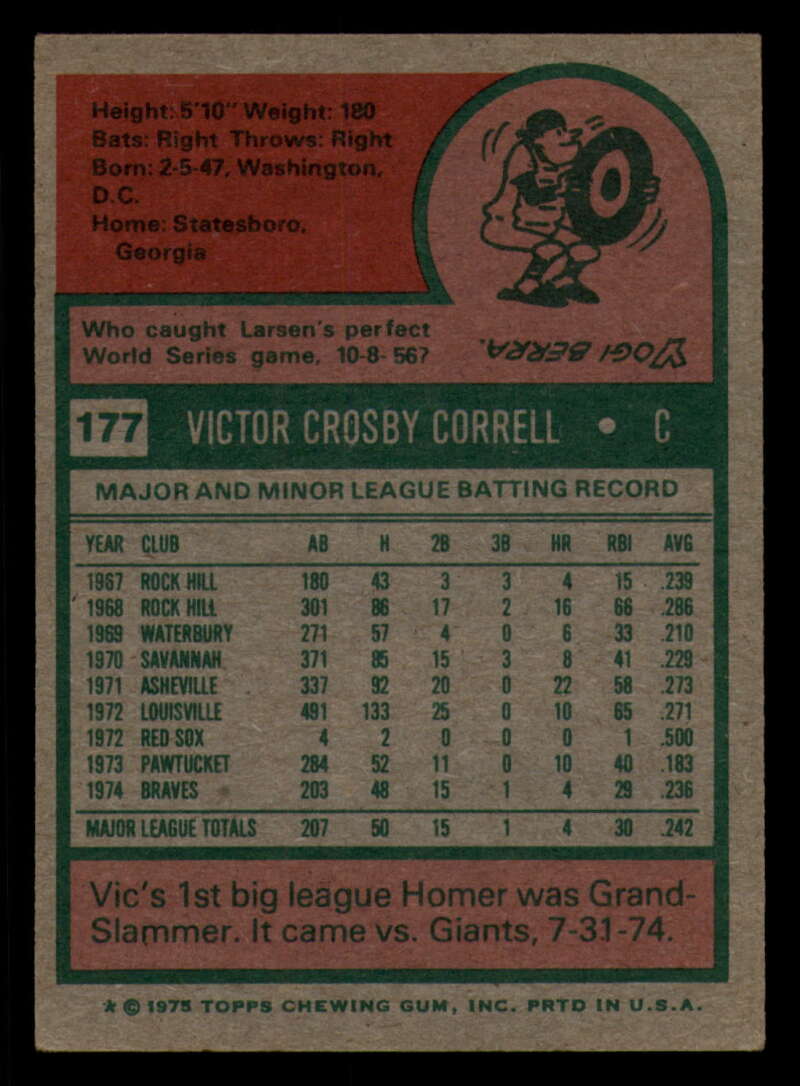 Height: 5'10" Weight: 180
Bats: Right Throws: Right
Born: 2-5-47, Washington,
D.C.
Home: Statesboro,
Georgia
0
Who caught Larsen's perfect
World Series game, 10-8-56?
YOGI BERRA.
177 VICTOR CROSBY CORRELL • C
MAJOR AND MINOR LEAGUE BATTING RECORD
YEAR CLUB AB H 2B 3B HR RBI AVG
1967 ROCK HILL 180 43 3 3 4 15 .239
1968 ROCK HILL 301 86 17 2 16 66 .286
1969 WATERBURY 271 57 4 0 6 33 .210
1970 SAVANNAH 371 85 15 3 8 41 .229
1971 ASHEVILLE 337 92 20 0 22 58 .273
1972 LOUISVILLE 491 133 25 0 10 65 .271
1972 RED SOX 4 2 0 0 0 1 .500
1973 PAWTUCKET 284 52 11 0 10 40 .183
1974 BRAVES 203 48 15 1 4 29 .236
MAJOR LEAGUE TOTALS 207 50 15 1 4 30 .242
Vic's 1st big league Homer was Grand-
Slammer. It came vs. Giants, 7-31-74.
* © 1975 TOPPS CHEWING GUM, INC. PRTD IN U.S.A.